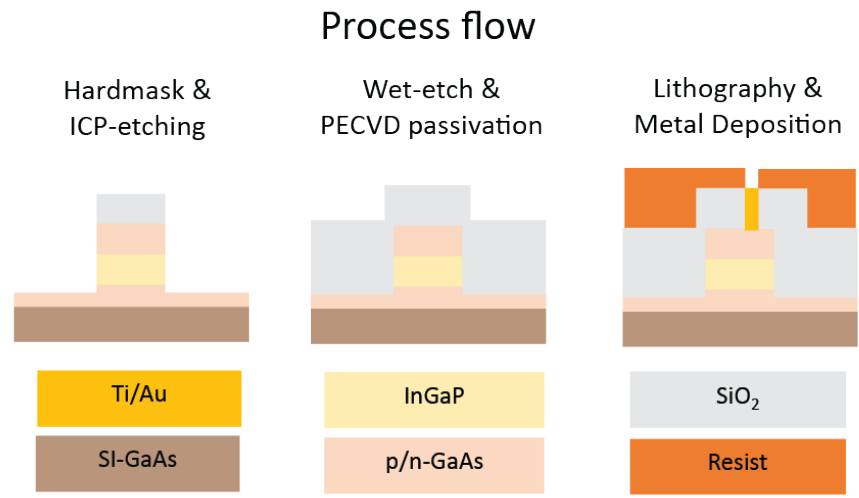 Process flow
Hardmask &
ICP-etching
Wet-etch &
PECVD passivation
Lithography &
Metal Deposition
Ti/Au
InGaP
SiO₂
SI-GaAs
p/n-GaAs
Resist